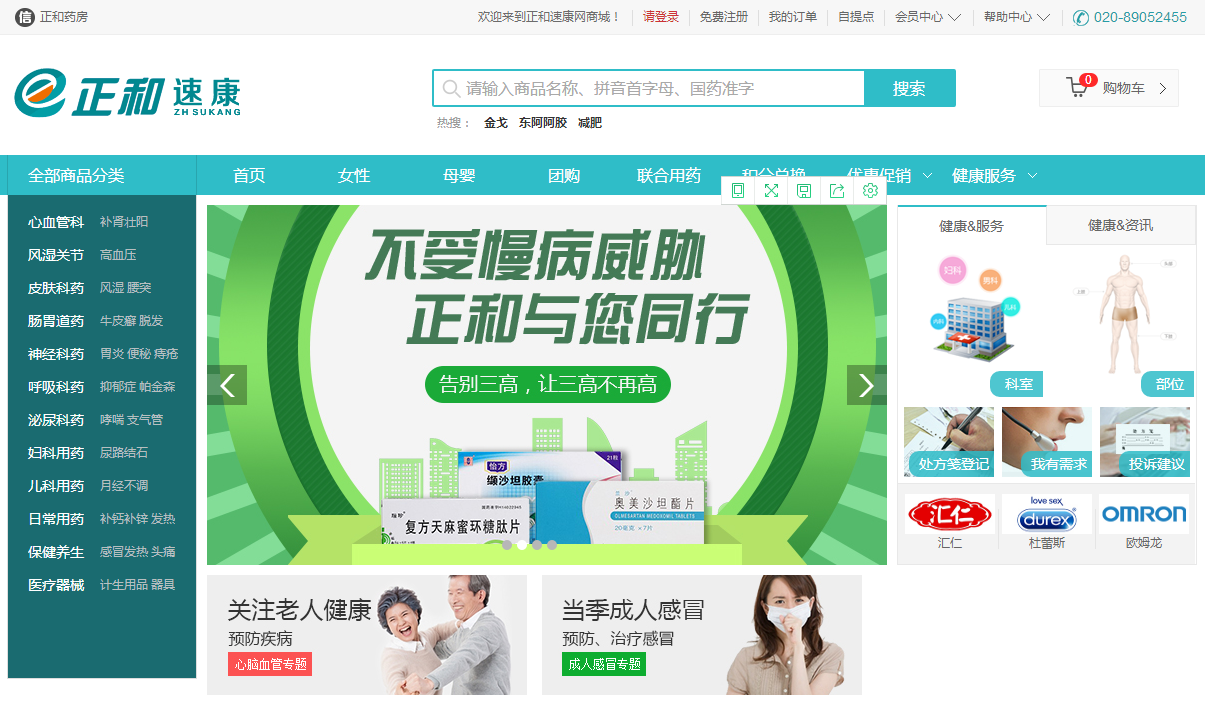 信 正和药房
欢迎来到正和速康网商城！ 请登录 免费注册 我的订单 自提点 会员中心 帮助中心 020-89052455
正和 速康
ZH SUKANG
请输入商品名称、拼音首字母、国药准字 搜索
0 购物车
热搜： 金戈 东阿阿胶 减肥
全部商品分类 首页 女性 母婴 团购 联合用药 积分兑换 优惠促销 健康服务
心血管科 补肾壮阳
风湿关节 高血压
皮肤科药 风湿 腰突
肠胃道药 牛皮癣 脱发
神经科药 胃炎 便秘 痔疮
呼吸科药 抑郁症 帕金森
泌尿科药 哮喘 支气管
妇科用药 尿路结石
儿科用药 月经不调
日常用药 补钙补锌 发热
保健养生 感冒发热 头痛
医疗器械 计生用品 器具
不受慢病威胁
正和与您同行
告别三高，让三高不再高
怡方
缬沙坦胶囊
21粒
复方天麻蜜环糖肽片
奥美沙坦酯片
OLMESARTAN MEDOXOMIL TABLETS
20毫克 ×7片
健康&服务 健康&资讯
妇科
男科
儿科
内科
科室
部位
处方笺登记 我有需求 投诉建议
汇仁
love sex
durex
OMRON
汇仁 杜蕾斯 欧姆龙
关注老人健康
预防疾病
心脑血管专题
当季成人感冒
预防、治疗感冒
成人感冒专题